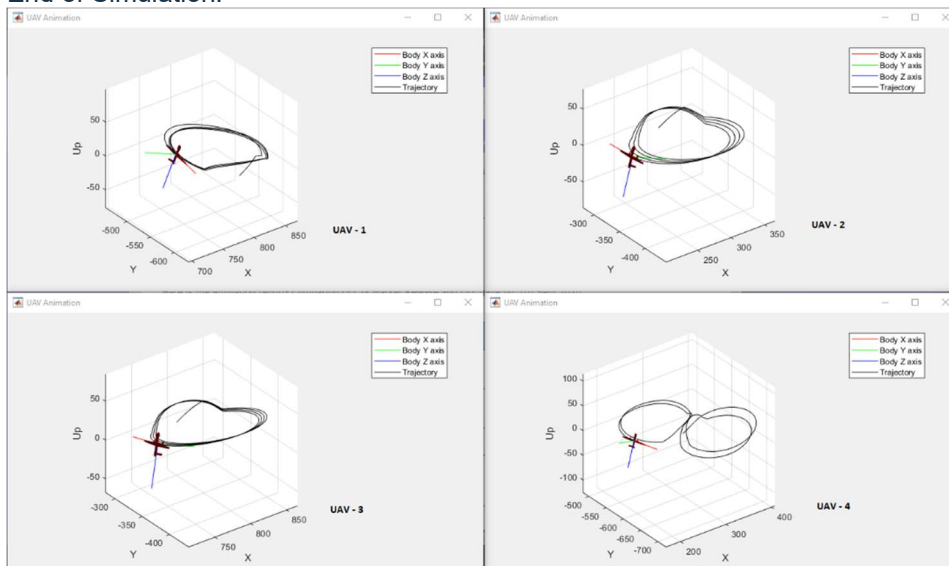 End of Simulation.
UAV Animation
Body X axis
Body Y axis
Body Z axis
Trajectory
50
0
-50
Up
-500
-550
-600
Y
700
750
800
850
X
UAV - 1
UAV Animation
Body X axis
Body Y axis
Body Z axis
Trajectory
50
0
-50
Up
-300
-350
-400
Y
250
300
350
X
UAV - 2
UAV Animation
Body X axis
Body Y axis
Body Z axis
Trajectory
50
0
-50
Up
-300
-350
-400
Y
750
800
850
X
UAV - 3
UAV Animation
Body X axis
Body Y axis
Body Z axis
Trajectory
100
50
0
-50
-100
Up
-500
-550
-600
-650
-700
Y
200
300
400
X
UAV - 4